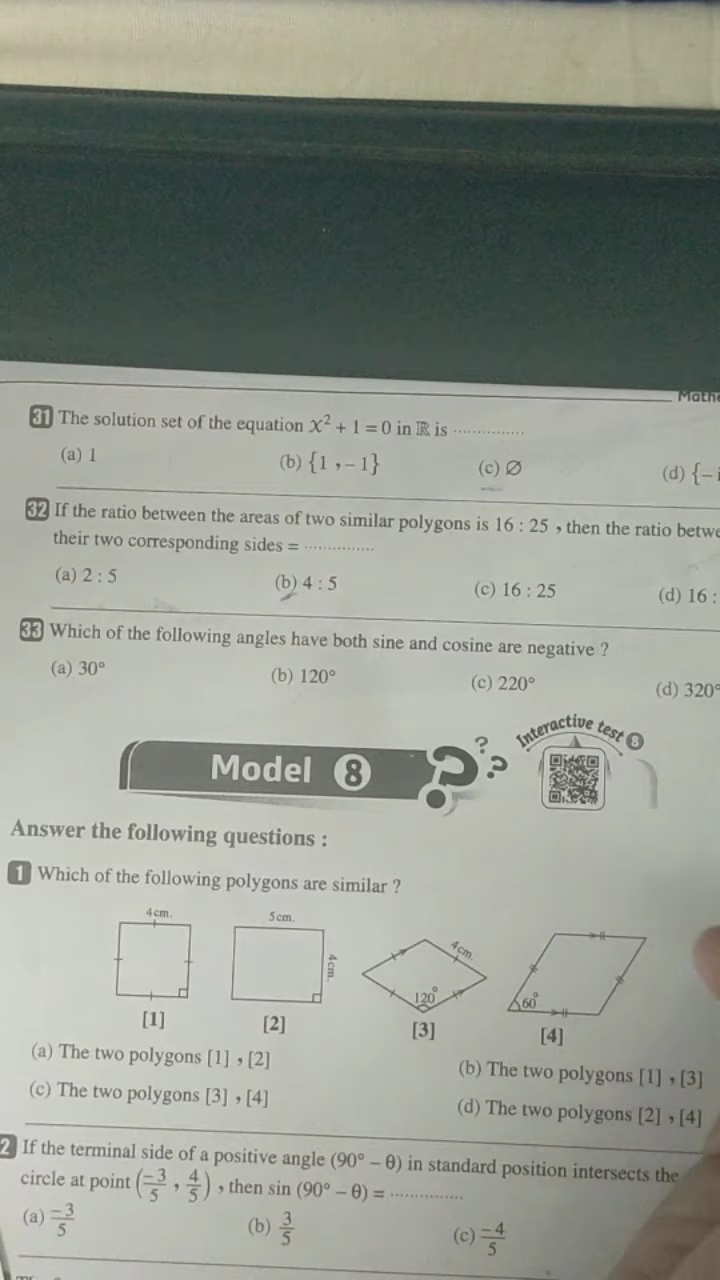 Mathe
31 The solution set of the equation X² + 1 = 0 in ℝ is ...............
(a) 1 (b) {1 , – 1} (c) ∅ (d) {– i
32 If the ratio between the areas of two similar polygons is 16 : 25 , then the ratio betwe
their two corresponding sides = ...............
(a) 2 : 5 (b) 4 : 5 (c) 16 : 25 (d) 16 :
33 Which of the following angles have both sine and cosine are negative ?
(a) 30° (b) 120° (c) 220° (d) 320°
Interactive test 8
Model 8 ? ? ?
Answer the following questions :
1 Which of the following polygons are similar ?
4cm. 5cm. 4cm. 4cm. 120° 60°
[1] [2] [3] [4]
(a) The two polygons [1] , [2] (b) The two polygons [1] , [3]
(c) The two polygons [3] , [4] (d) The two polygons [2] , [4]
2 If the terminal side of a positive angle (90° – θ) in standard position intersects the
circle at point (–3/5 , 4/5) , then sin (90° – θ) = ...............
(a) –3/5 (b) 3/5 (c) –4/5